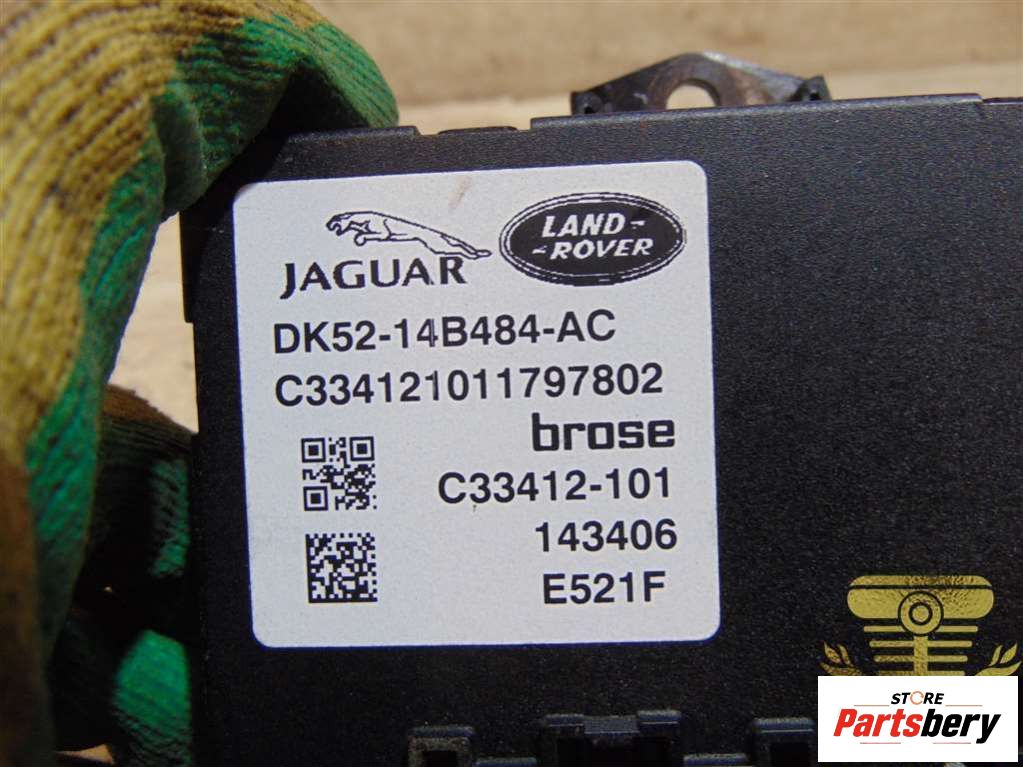 JAGUAR
LAND-
-ROVER
DK52-14B484-AC
C334121011797802
brose
C33412-101
143406
E521F
STORE
Partsbery